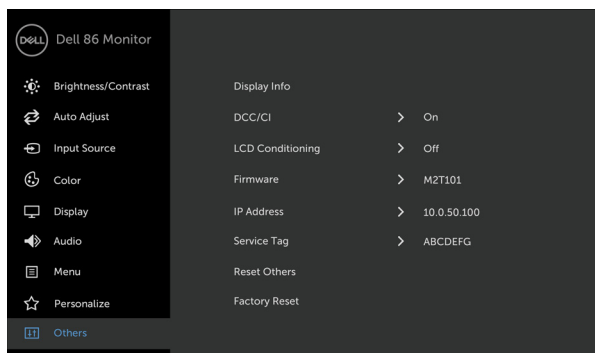 DELL Dell 86 Monitor
Brightness/Contrast
Auto Adjust
Input Source
Color
Display
Audio
Menu
Personalize
Others
Display Info
DCC/CI > On
LCD Conditioning > Off
Firmware > M2T101
IP Address > 10.0.50.100
Service Tag > ABCDEFG
Reset Others
Factory Reset